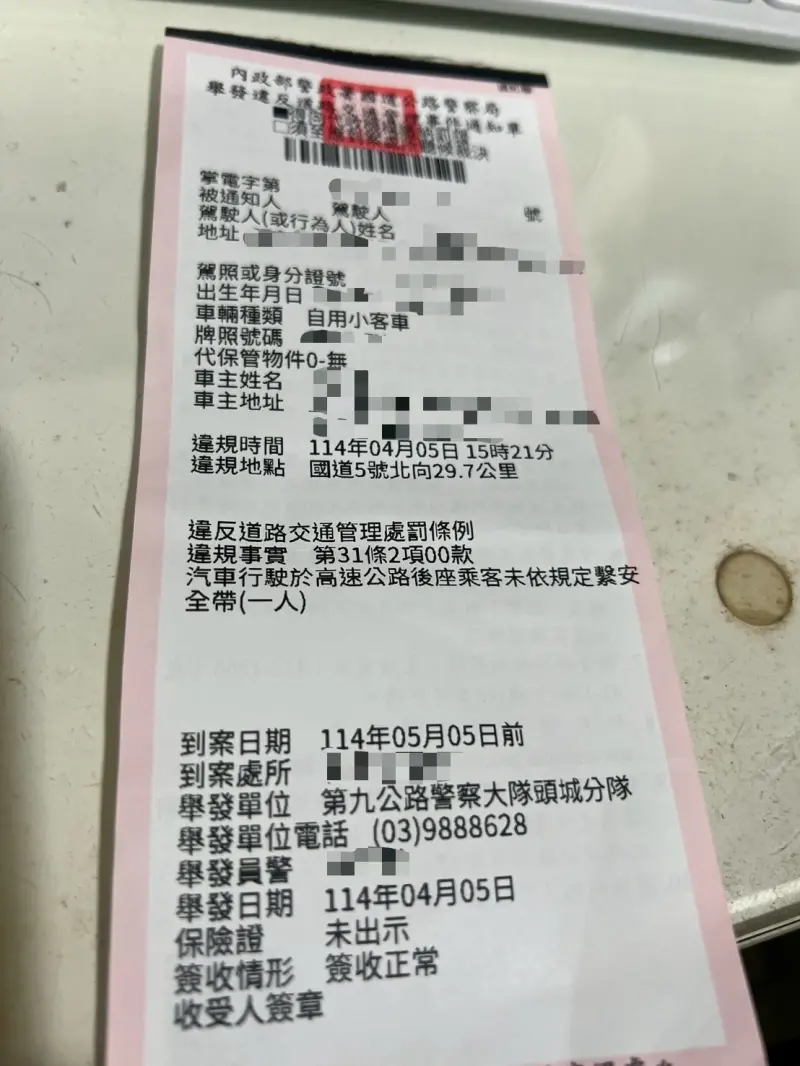 內政部警政署國道公路警察局
舉發違反道路交通管理事件通知單
掌電字第
號
被通知人 駕駛人
駕駛人(或行為人)姓名
地址
駕照或身分證號
出生年月日
車輛種類 自用小客車
牌照號碼
代保管物件0-無
車主姓名
車主地址
違規時間 114年04月05日 15時21分
違規地點 國道5號北向29.7公里
違反道路交通管理處罰條例
違規事實 第31條2項00款
汽車行駛於高速公路後座乘客未依規定繫安
全帶(一人)
到案日期 114年05月05日前
到案處所
舉發單位 第九公路警察大隊頭城分隊
舉發單位電話 (03)9888628
舉發員警
舉發日期 114年04月05日
保險證 未出示
簽收情形 簽收正常
收受人簽章